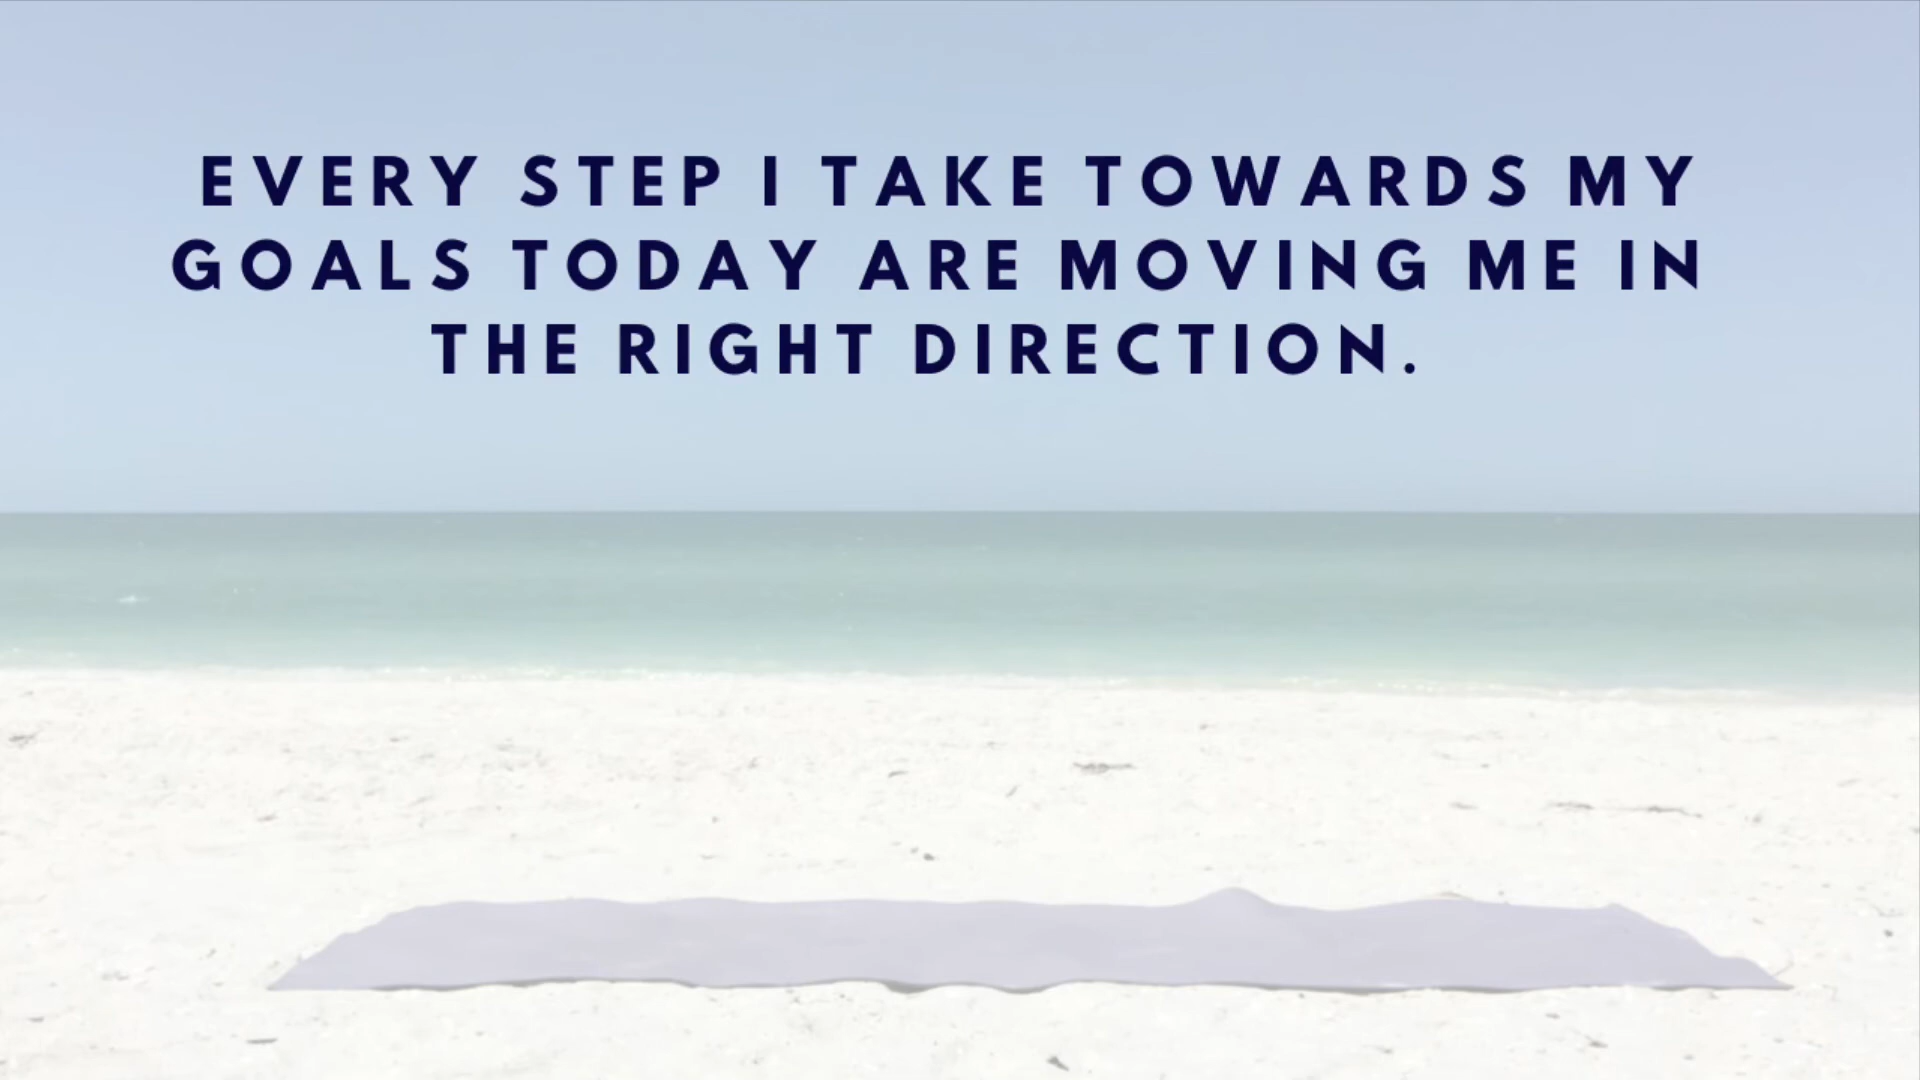 EVERY STEP I TAKE TOWARDS MY
GOALS TODAY ARE MOVING ME IN
THE RIGHT DIRECTION.